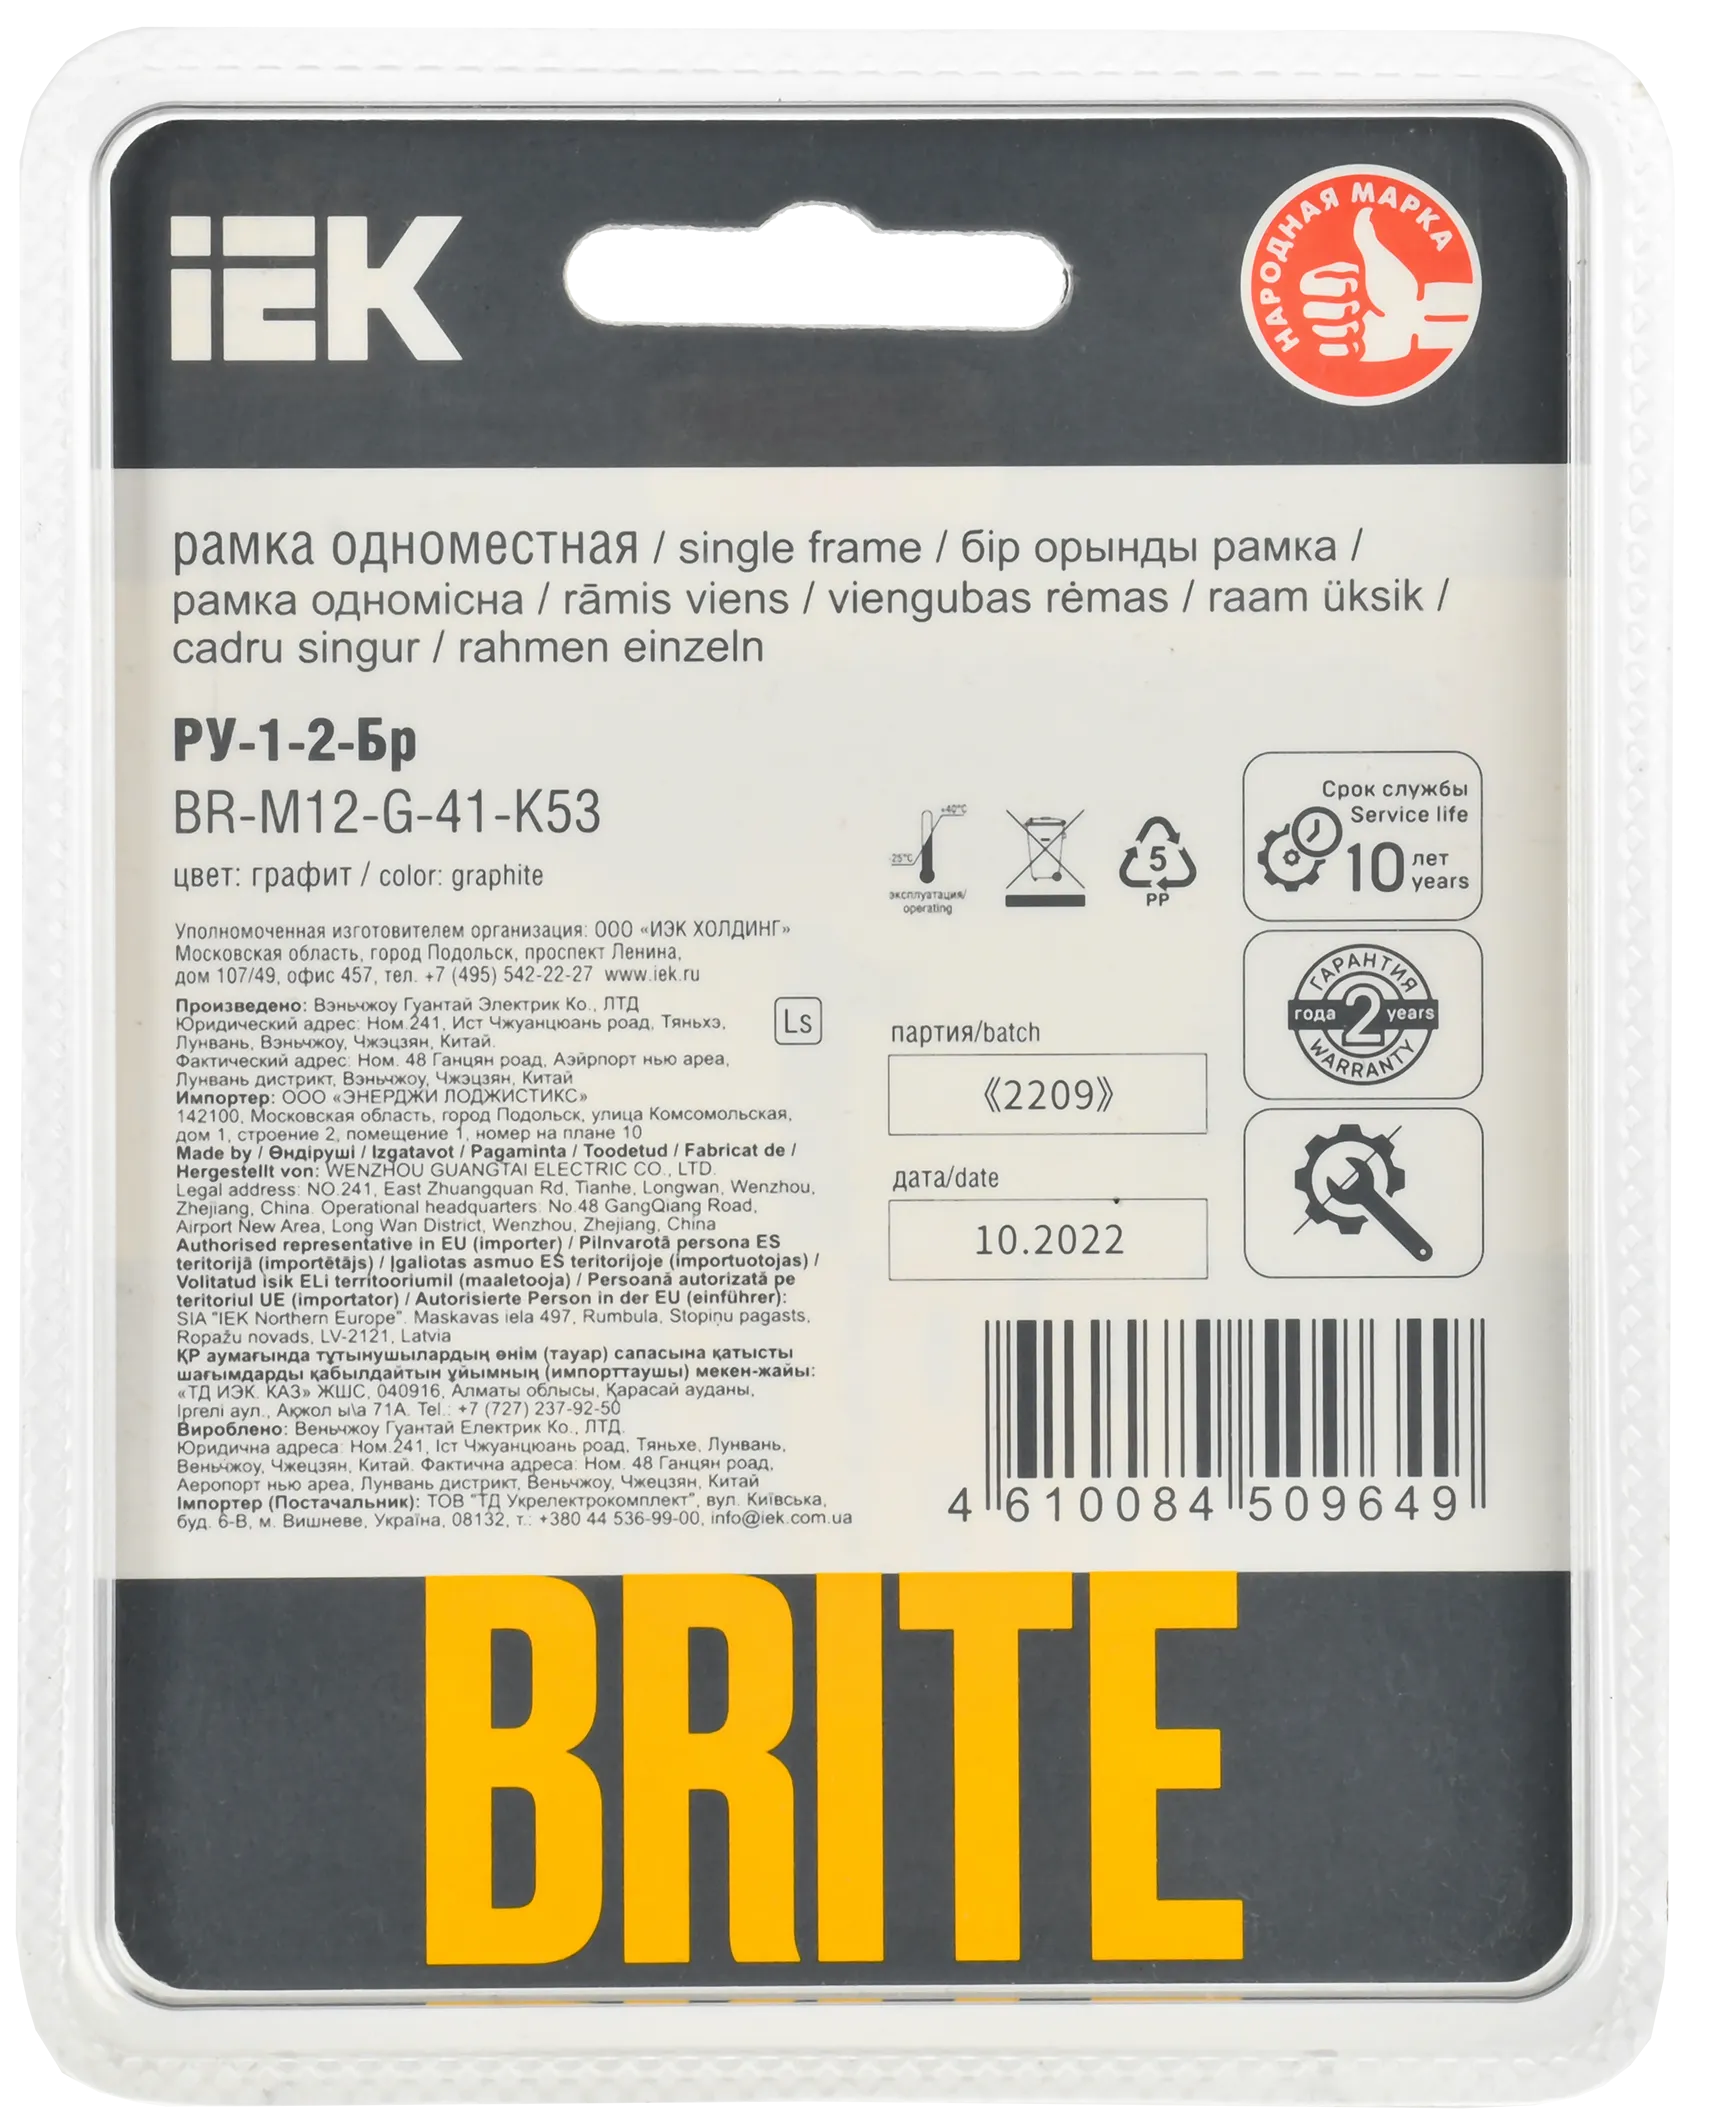 IEK
НАРОДНАЯ МАРКА
рамка одноместная / single frame / бір орынды рамка /
рамка одномісна / rāmis viens / viengubas rėmas / raam üksik /
cadru singur / rahmen einzeln
РУ-1-2-Бр
BR-M12-G-41-K53
цвет: графит / color: graphite
Уполномоченная изготовителем организация: ООО «ИЭК ХОЛДИНГ»
Московская область, город Подольск, проспект Ленина,
дом 107/49, офис 457, тел. +7 (495) 542-22-27 www.iek.ru
Произведено: Вэньчжоу Гуантай Электрик Ко., ЛТД
Юридический адрес: Ном.241, Ист Чжуанцюань роад, Тяньхэ,
Лунвань, Вэньчжоу, Чжэцзян, Китай.
Фактический адрес: Ном. 48 Ганцян роад, Аэйрпорт нью ареа,
Лунвань дистрикт, Вэньчжоу, Чжэцзян, Китай
Импортер: ООО «ЭНЕРДЖИ ЛОДЖИСТИКС»
142100, Московская область, город Подольск, улица Комсомольская,
дом 1, строение 2, помещение 1, номер на плане 10
Made by / Өндіруші / Izgatavot / Pagaminta / Toodetud / Fabricat de /
Hergestellt von: WENZHOU GUANGTAI ELECTRIC CO., LTD.
Legal address: NO.241, East Zhuangquan Rd, Tianhe, Longwan, Wenzhou,
Zhejiang, China. Operational headquarters: No.48 GangQiang Road,
Airport New Area, Long Wan District, Wenzhou, Zhejiang, China
Authorised representative in EU (importer) / Pilnvarotā persona ES
teritorijā (importētājs) / Įgaliotas asmuo ES teritorijoje (importuotojas) /
Volitatud isik ELi territooriumil (maaletooja) / Persoană autorizată pe
teritoriul UE (importator) / Autorisierte Person in der EU (einführer):
SIA "IEK Northern Europe". Maskavas iela 497, Rumbula, Stopiņu pagasts,
Ropažu novads, LV-2121, Latvia
ҚР аумағында тұтынушылардың өнім (тауар) сапасына қатысты
шағымдарды қабылдайтын ұйымның (импорттаушы) мекен-жайы:
«ТД ИЭК. КАЗ» ЖШС, 040916, Алматы облысы, Қарасай ауданы,
Іргелі аул., Ақжол ы\а 71А. Tel.: +7 (727) 237-92-50
Вироблено: Веньчжоу Гуантай Електрик Ко., ЛТД.
Юридична адреса: Ном.241, Іст Чжуанцюань роад, Тяньхе, Лунвань,
Веньчжоу, Чжецзян, Китай. Фактична адреса: Ном. 48 Ганцян роад,
Аеропорт нью ареа, Лунвань дистрикт, Веньчжоу, Чжецзян, Китай
Імпортер (Постачальник): ТОВ "ТД Укрелектрокомплект", вул. Київська,
буд. 6-В, м. Вишневе, Україна, 08132, т.: +380 44 536-99-00, info@iek.com.ua
Ls
+40°C
-25°C
эксплуатация/
operating
5
PP
Срок службы
Service life
10 лет
years
ГАРАНТИЯ
года 2 years
WARRANTY
партия/batch
《2209》
дата/date
10.2022
4 610084 509649
BRITE